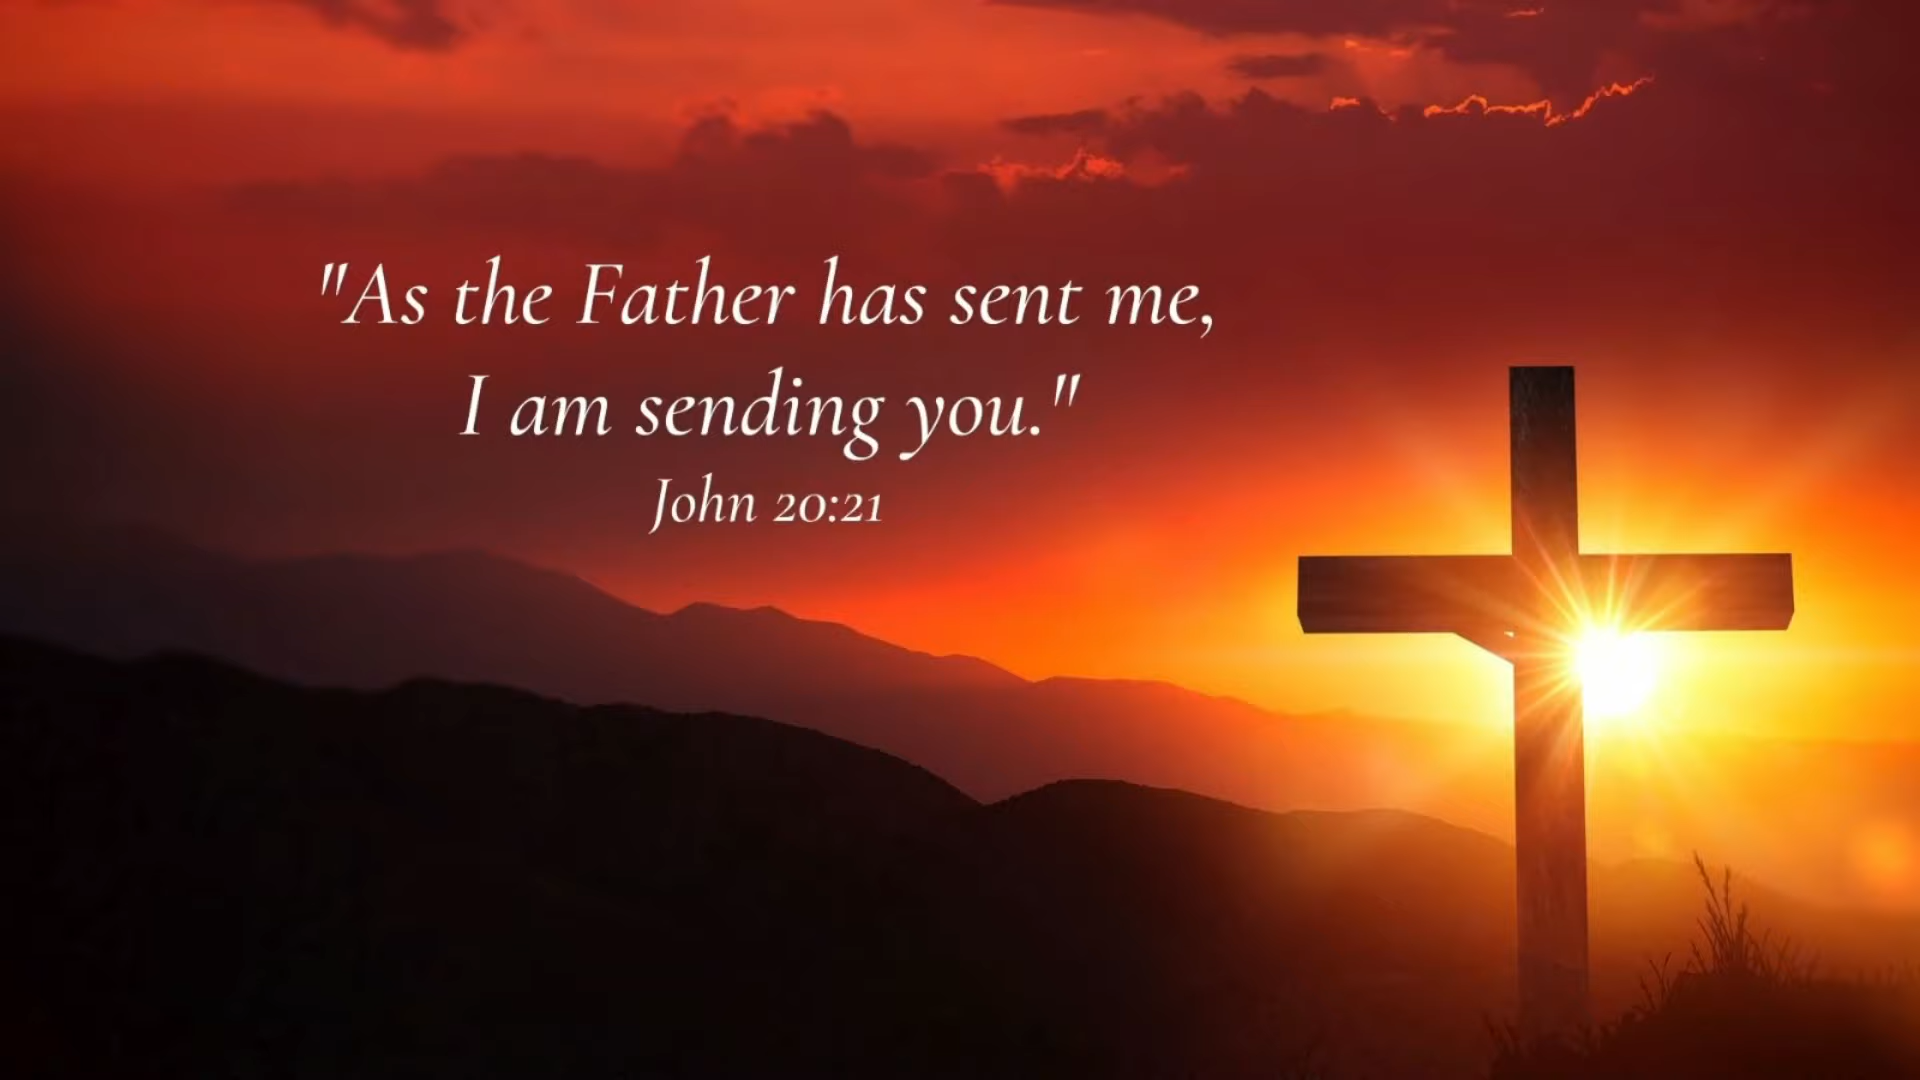 "As the Father has sent me,
I am sending you."
John 20:21